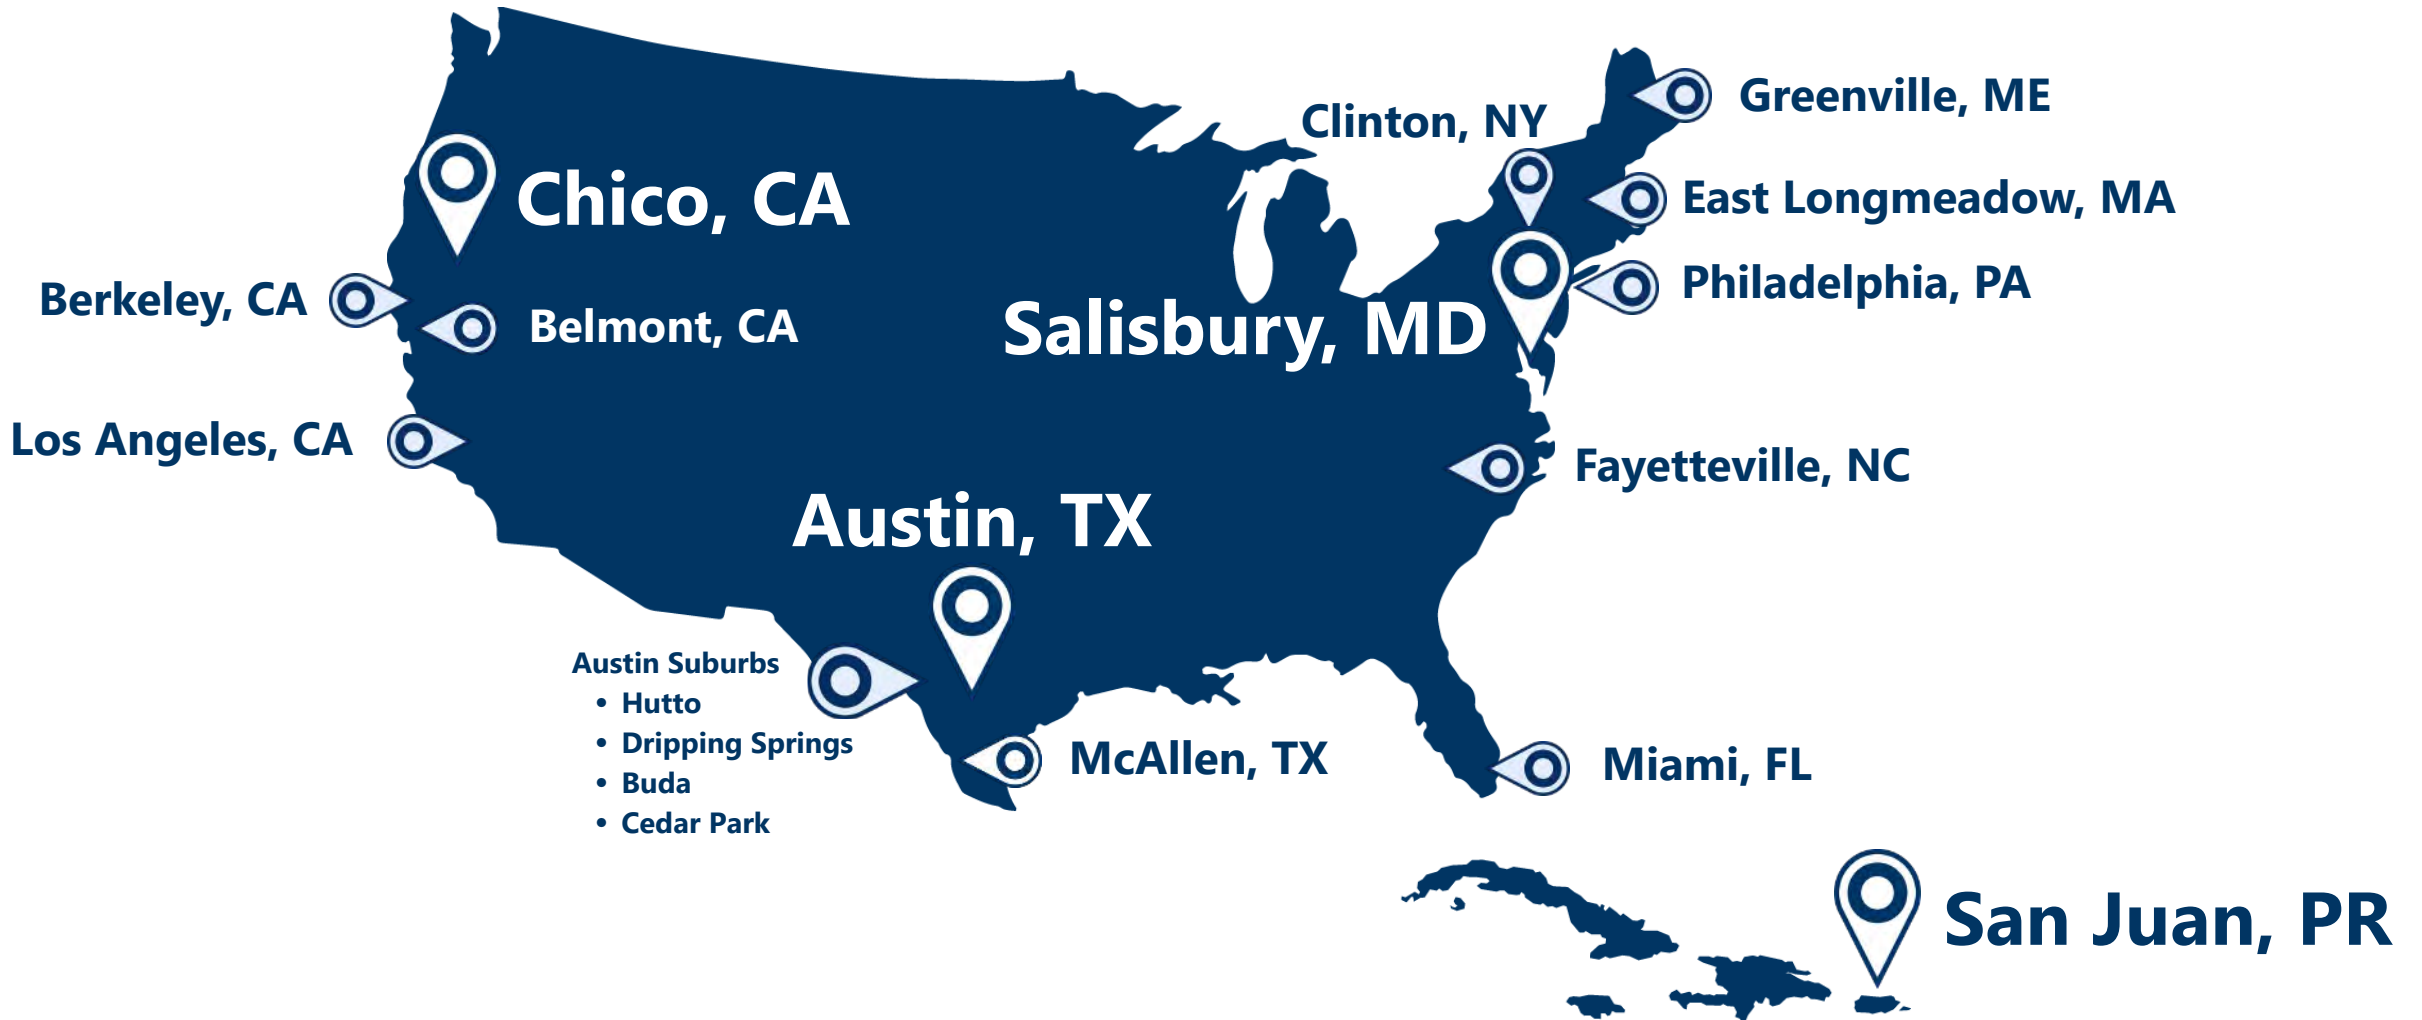 Greenville, ME
Clinton, NY
Chico, CA
East Longmeadow, MA
Berkeley, CA
Philadelphia, PA
Belmont, CA
Salisbury, MD
Los Angeles, CA
Fayetteville, NC
Austin, TX
Austin Suburbs
• Hutto
• Dripping Springs
• Buda
• Cedar Park
McAllen, TX
Miami, FL
San Juan, PR